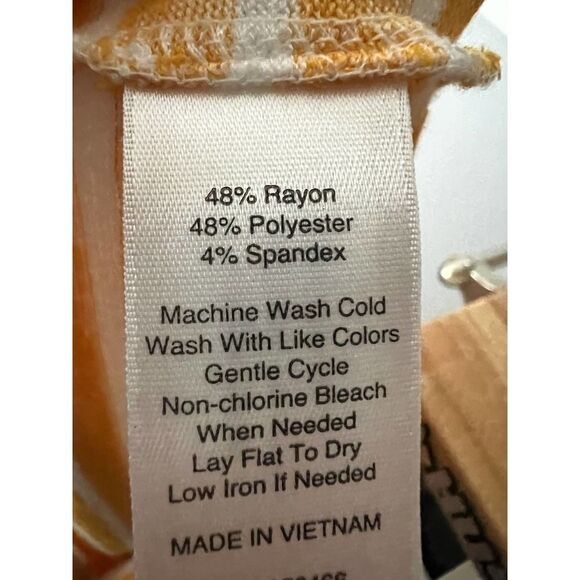 48% Rayon
48% Polyester
4% Spandex
Machine Wash Cold
Wash With Like Colors
Gentle Cycle
Non-chlorine Bleach
When Needed
Lay Flat To Dry
Low Iron If Needed
MADE IN VIETNAM